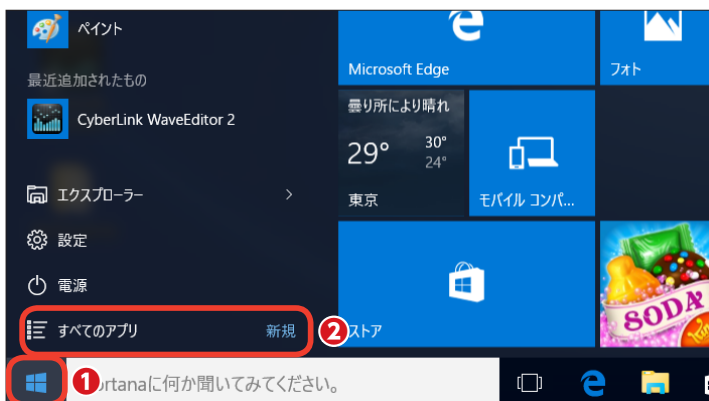 ペイント
最近追加されたもの
CyberLink WaveEditor 2
エクスプローラー
設定
電源
すべてのアプリ 新規
2
1
ortanaに何か聞いてみてください。
Microsoft Edge
フォト
曇り所により晴れ
29° 30°
24°
東京
モバイル コンパ...
ストア
SODA